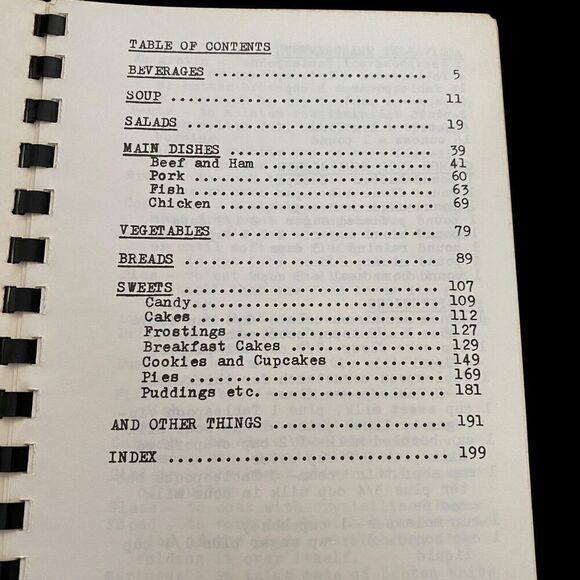 TABLE OF CONTENTS
BEVERAGES .......................... 5
SOUP ............................... 11
SALADS ............................. 19
MAIN DISHES ........................ 39
Beef and Ham ..................... 41
Pork ............................. 60
Fish ............................. 63
Chicken .......................... 69
VEGETABLES ......................... 79
BREADS ............................. 89
SWEETS ............................. 107
Candy............................. 109
Cakes ............................ 112
Frostings ........................ 127
Breakfast Cakes .................. 129
Cookies and Cupcakes ............. 149
Pies ............................. 169
Puddings etc. .................... 181
AND OTHER THINGS ................... 191
INDEX .............................. 199